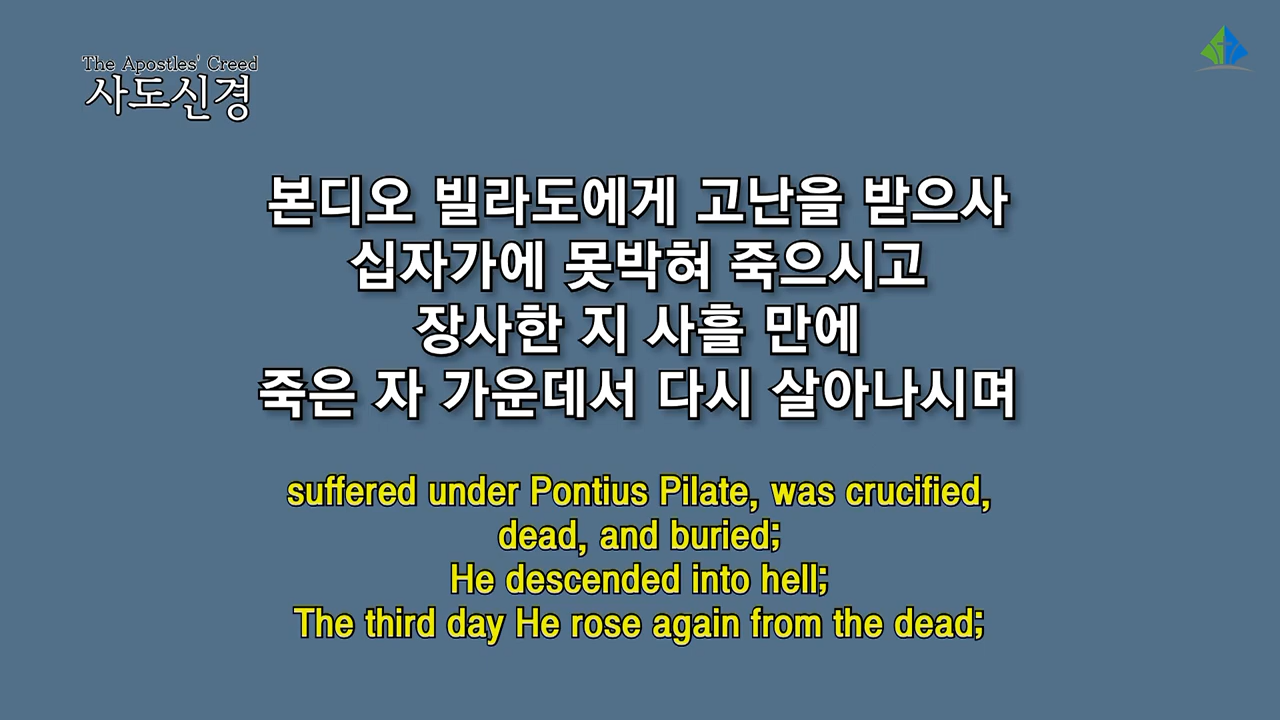 The Apostles' Creed
사도신경
본디오 빌라도에게 고난을 받으사
십자가에 못박혀 죽으시고
장사한 지 사흘 만에
죽은 자 가운데서 다시 살아나시며
suffered under Pontius Pilate, was crucified,
dead, and buried;
He descended into hell;
The third day He rose again from the dead;